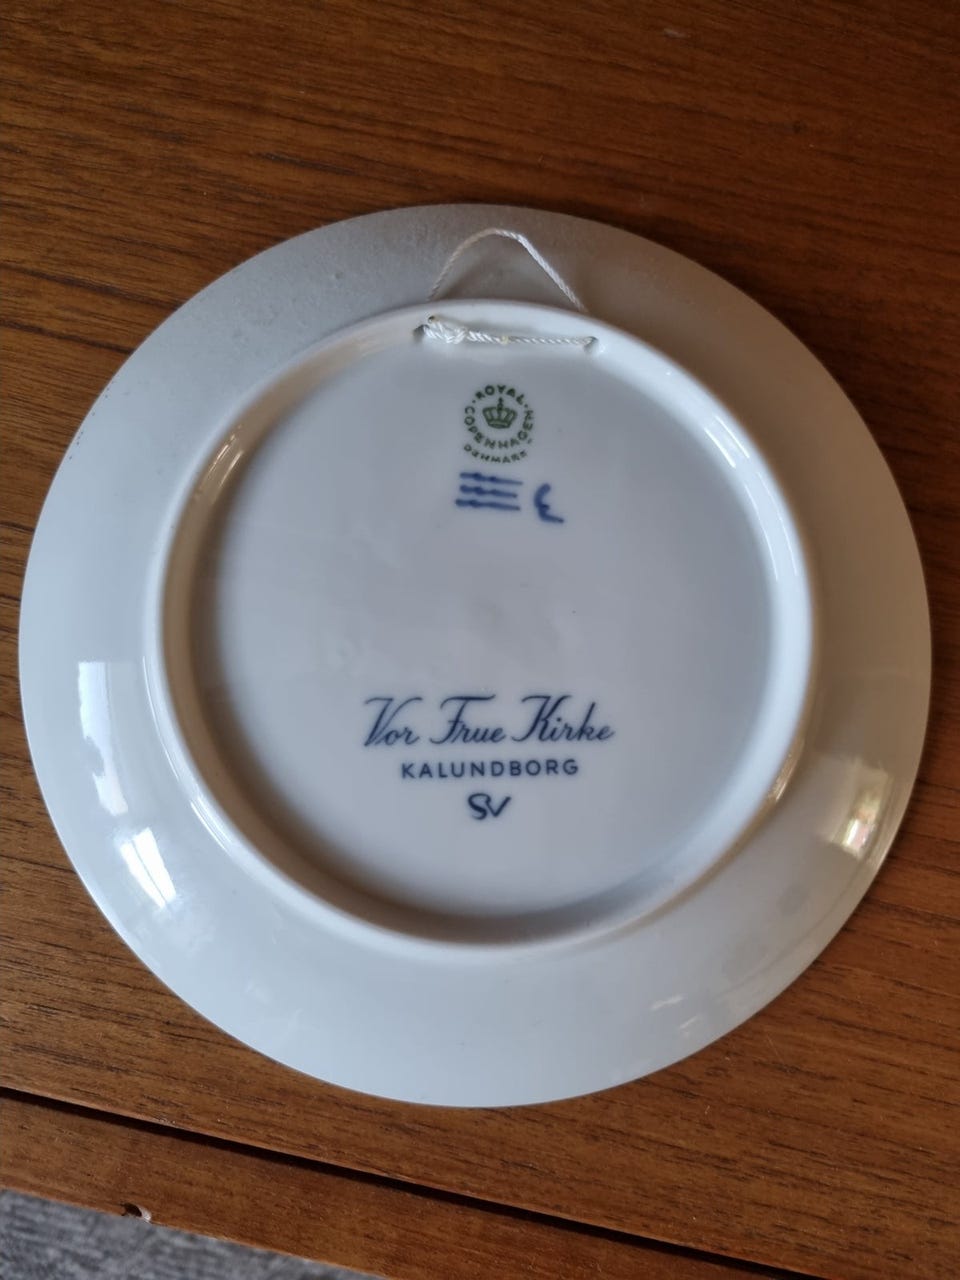 ROYAL
COPENHAGEN
DENMARK
Vor Frue Kirke
KALUNDBORG
SV